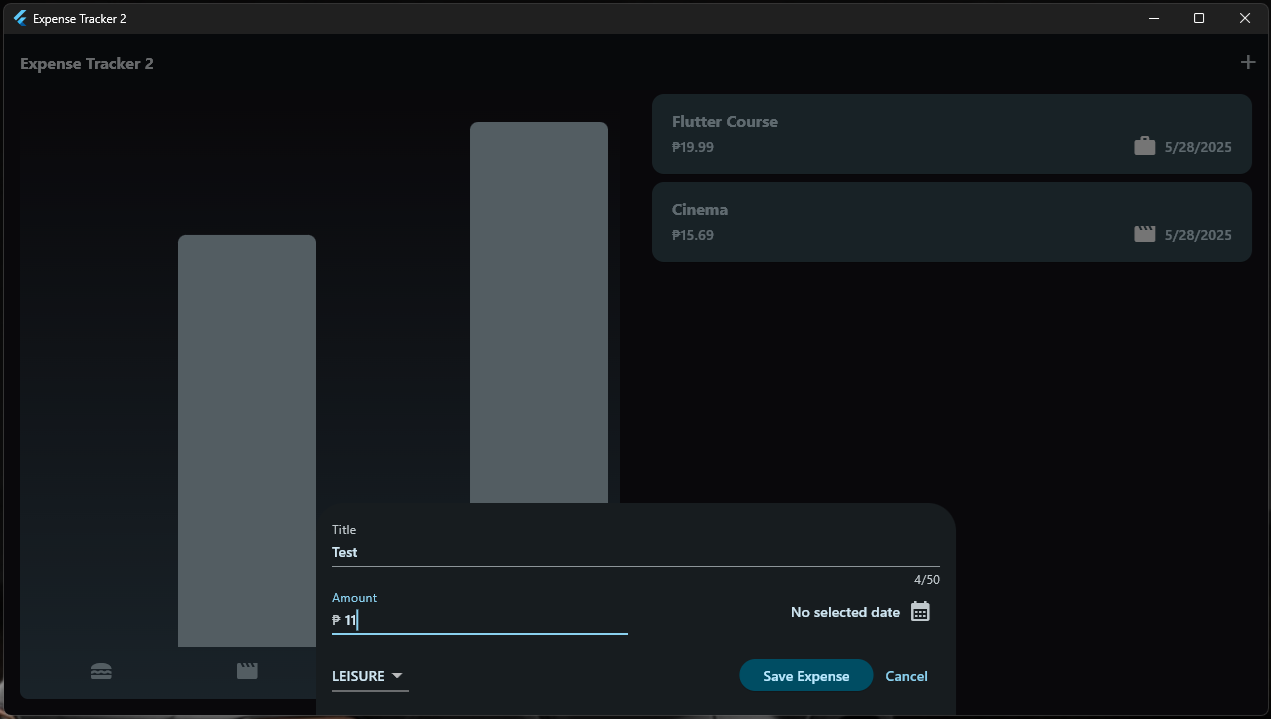 Expense Tracker 2
Expense Tracker 2
Flutter Course
₱19.99
5/28/2025
Cinema
₱15.69
5/28/2025
Title
Test
4/50
Amount
₱ 11
No selected date
LEISURE
Save Expense
Cancel